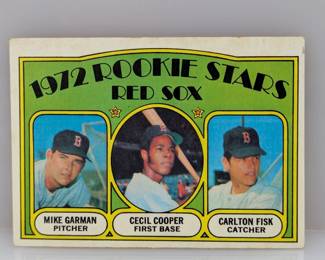 1972 ROOKIE STARS
RED SOX
B
B
MIKE GARMAN
PITCHER
CECIL COOPER
FIRST BASE
CARLTON FISK
CATCHER